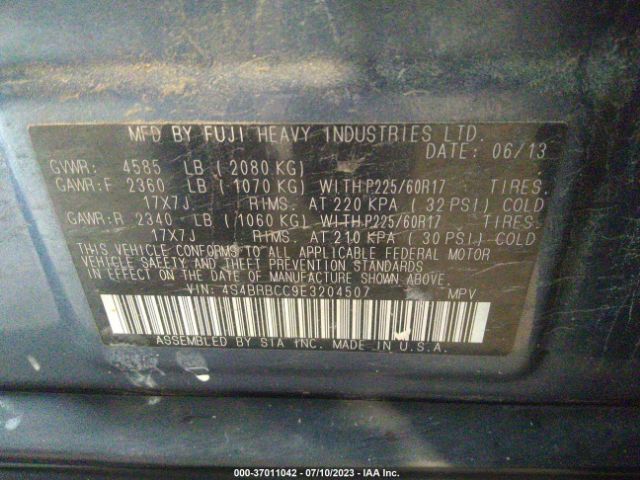 MFD BY FUJI HEAVY INDUSTRIES LTD.
DATE: 06/13
GVWR: 4585 LB (2080 KG)
GAWR:F 2360 LB (1070 KG) WITH P225/60R17 TIRES.
17X7J RIMS. AT 220 KPA (32 PSI) COLD
GAWR:R 2340 LB (1060 KG) WITH P225/60R17 TIRES.
17X7J RIMS. AT 210 KPA (30 PSI) COLD
THIS VEHICLE CONFORMS TO ALL APPLICABLE FEDERAL MOTOR
VEHICLE SAFETY AND THEFT PREVENTION STANDARDS
IN EFFECT ON THE DATE OF MANUFACTURE SHOWN ABOVE.
VIN: 4S4BRBCC9E3204507 MPV
ASSEMBLED BY SIA INC. MADE IN U.S.A.
000-37011042 - 07/10/2023 - IAA Inc.